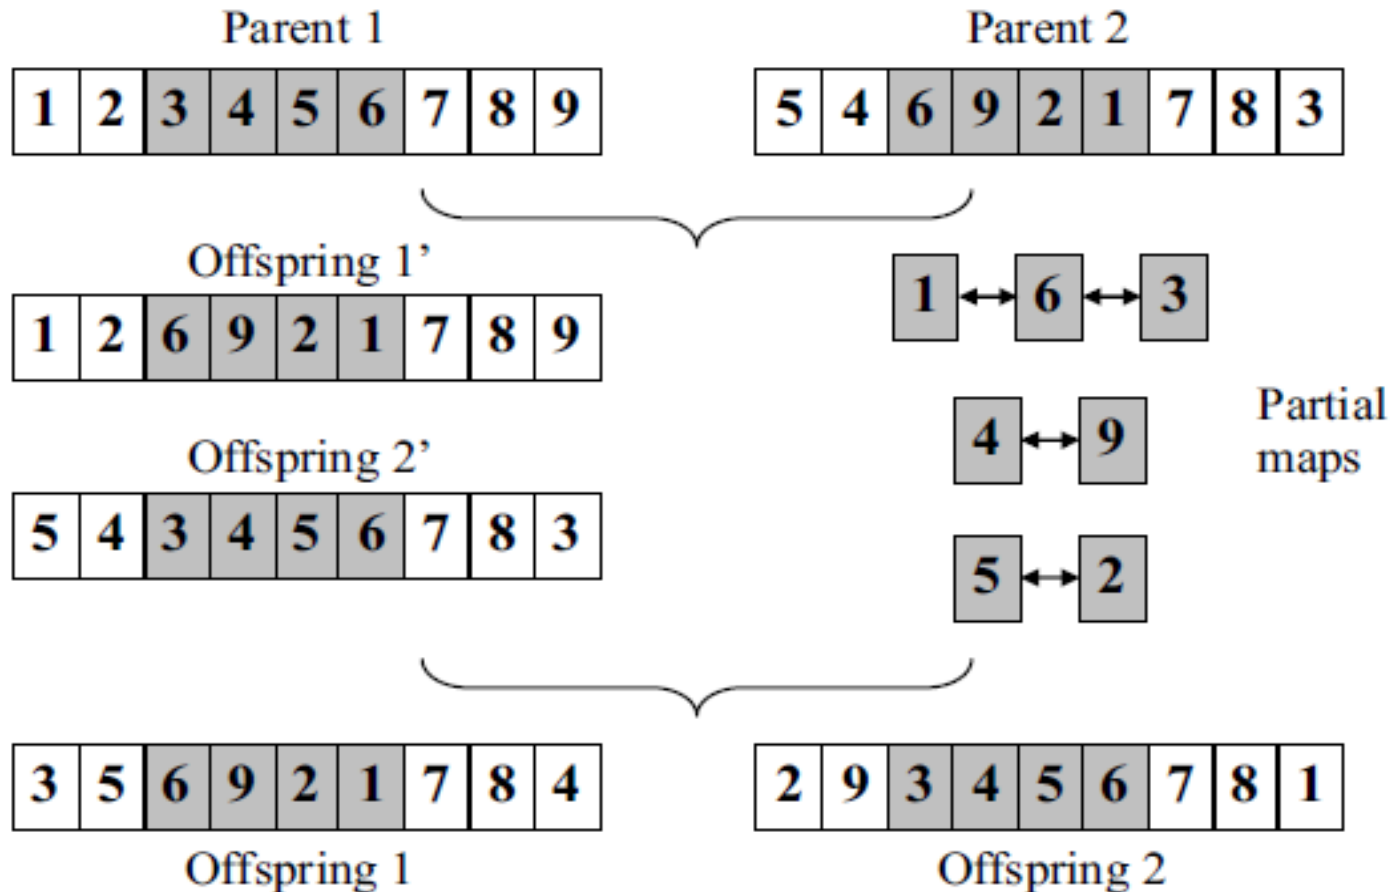 Parent 1
Parent 2
1 2 3 4 5 6 7 8 9
5 4 6 9 2 1 7 8 3
Offspring 1’
1 2 6 9 2 1 7 8 9
1 6 3
Offspring 2’
5 4 3 4 5 6 7 8 3
4 9
5 2
Partial
maps
3 5 6 9 2 1 7 8 4
2 9 3 4 5 6 7 8 1
Offspring 1
Offspring 2